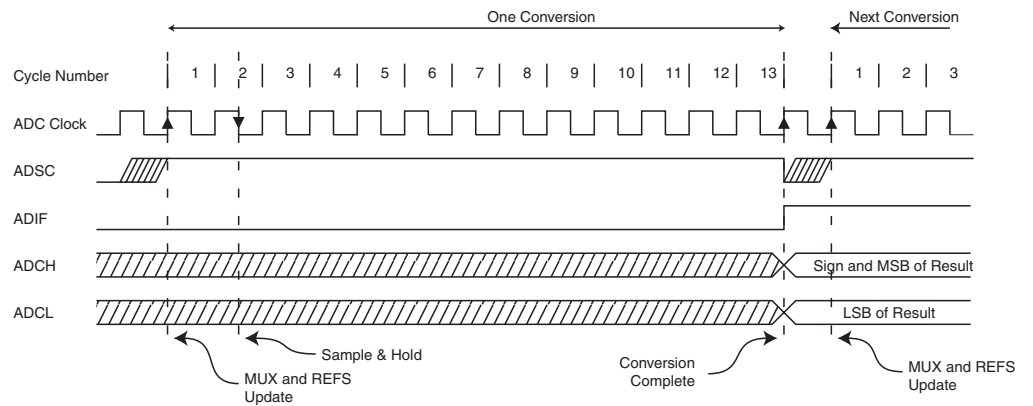 One Conversion
Next Conversion
Cycle Number 1 2 3 4 5 6 7 8 9 10 11 12 13 1 2 3
ADC Clock
ADSC
ADIF
ADCH
Sign and MSB of Result
ADCL
LSB of Result
Sample & Hold
MUX and REFS
Update
Conversion
Complete
MUX and REFS
Update